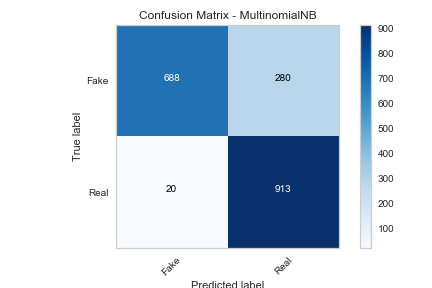 Confusion Matrix - MultinomialNB
True label
Fake
688
280
Real
20
913
Fake
Real
Predicted label
900
800
700
600
500
400
300
200
100